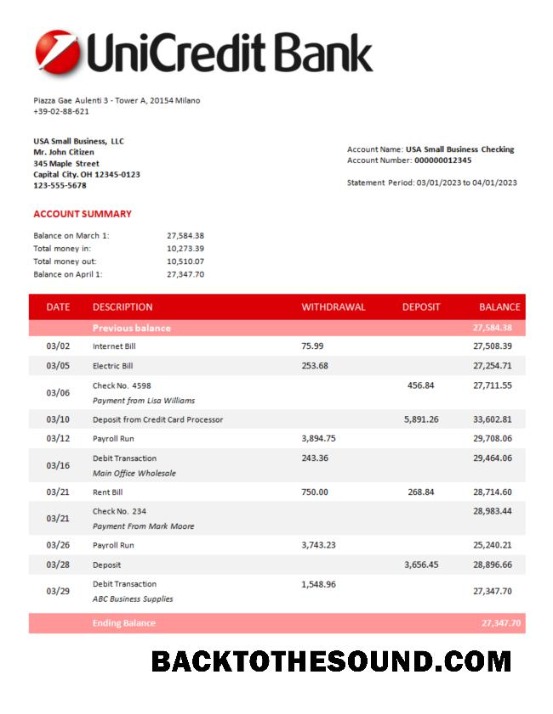 UniCredit Bank
Piazza Gae Aulenti 3 - Tower A, 20154 Milano
+39-02-88-621
USA Small Business, LLC
Mr. John Citizen
345 Maple Street
Capital City. OH 12345-0123
123-555-5678
Account Name: USA Small Business Checking
Account Number: 000000012345
Statement Period: 03/01/2023 to 04/01/2023
ACCOUNT SUMMARY
Balance on March 1: 27,584.38
Total money in: 10,273.39
Total money out: 10,510.07
Balance on April 1: 27,347.70
DATE DESCRIPTION WITHDRAWAL DEPOSIT BALANCE
Previous balance 27,584.38
03/02 Internet Bill 75.99 27,508.39
03/05 Electric Bill 253.68 27,254.71
03/06 Check No. 4598 456.84 27,711.55
Payment from Lisa Williams
03/10 Deposit from Credit Card Processor 5,891.26 33,602.81
03/12 Payroll Run 3,894.75 29,708.06
03/16 Debit Transaction 243.36 29,464.06
Main Office Wholesale
03/21 Rent Bill 750.00 268.84 28,714.60
03/21 Check No. 234 28,983.44
Payment From Mark Moore
03/26 Payroll Run 3,743.23 25,240.21
03/28 Deposit 3,656.45 28,896.66
03/29 Debit Transaction 1,548.96 27,347.70
ABC Business Supplies
Ending Balance 27,347.70
BACKTOTHESOUND.COM